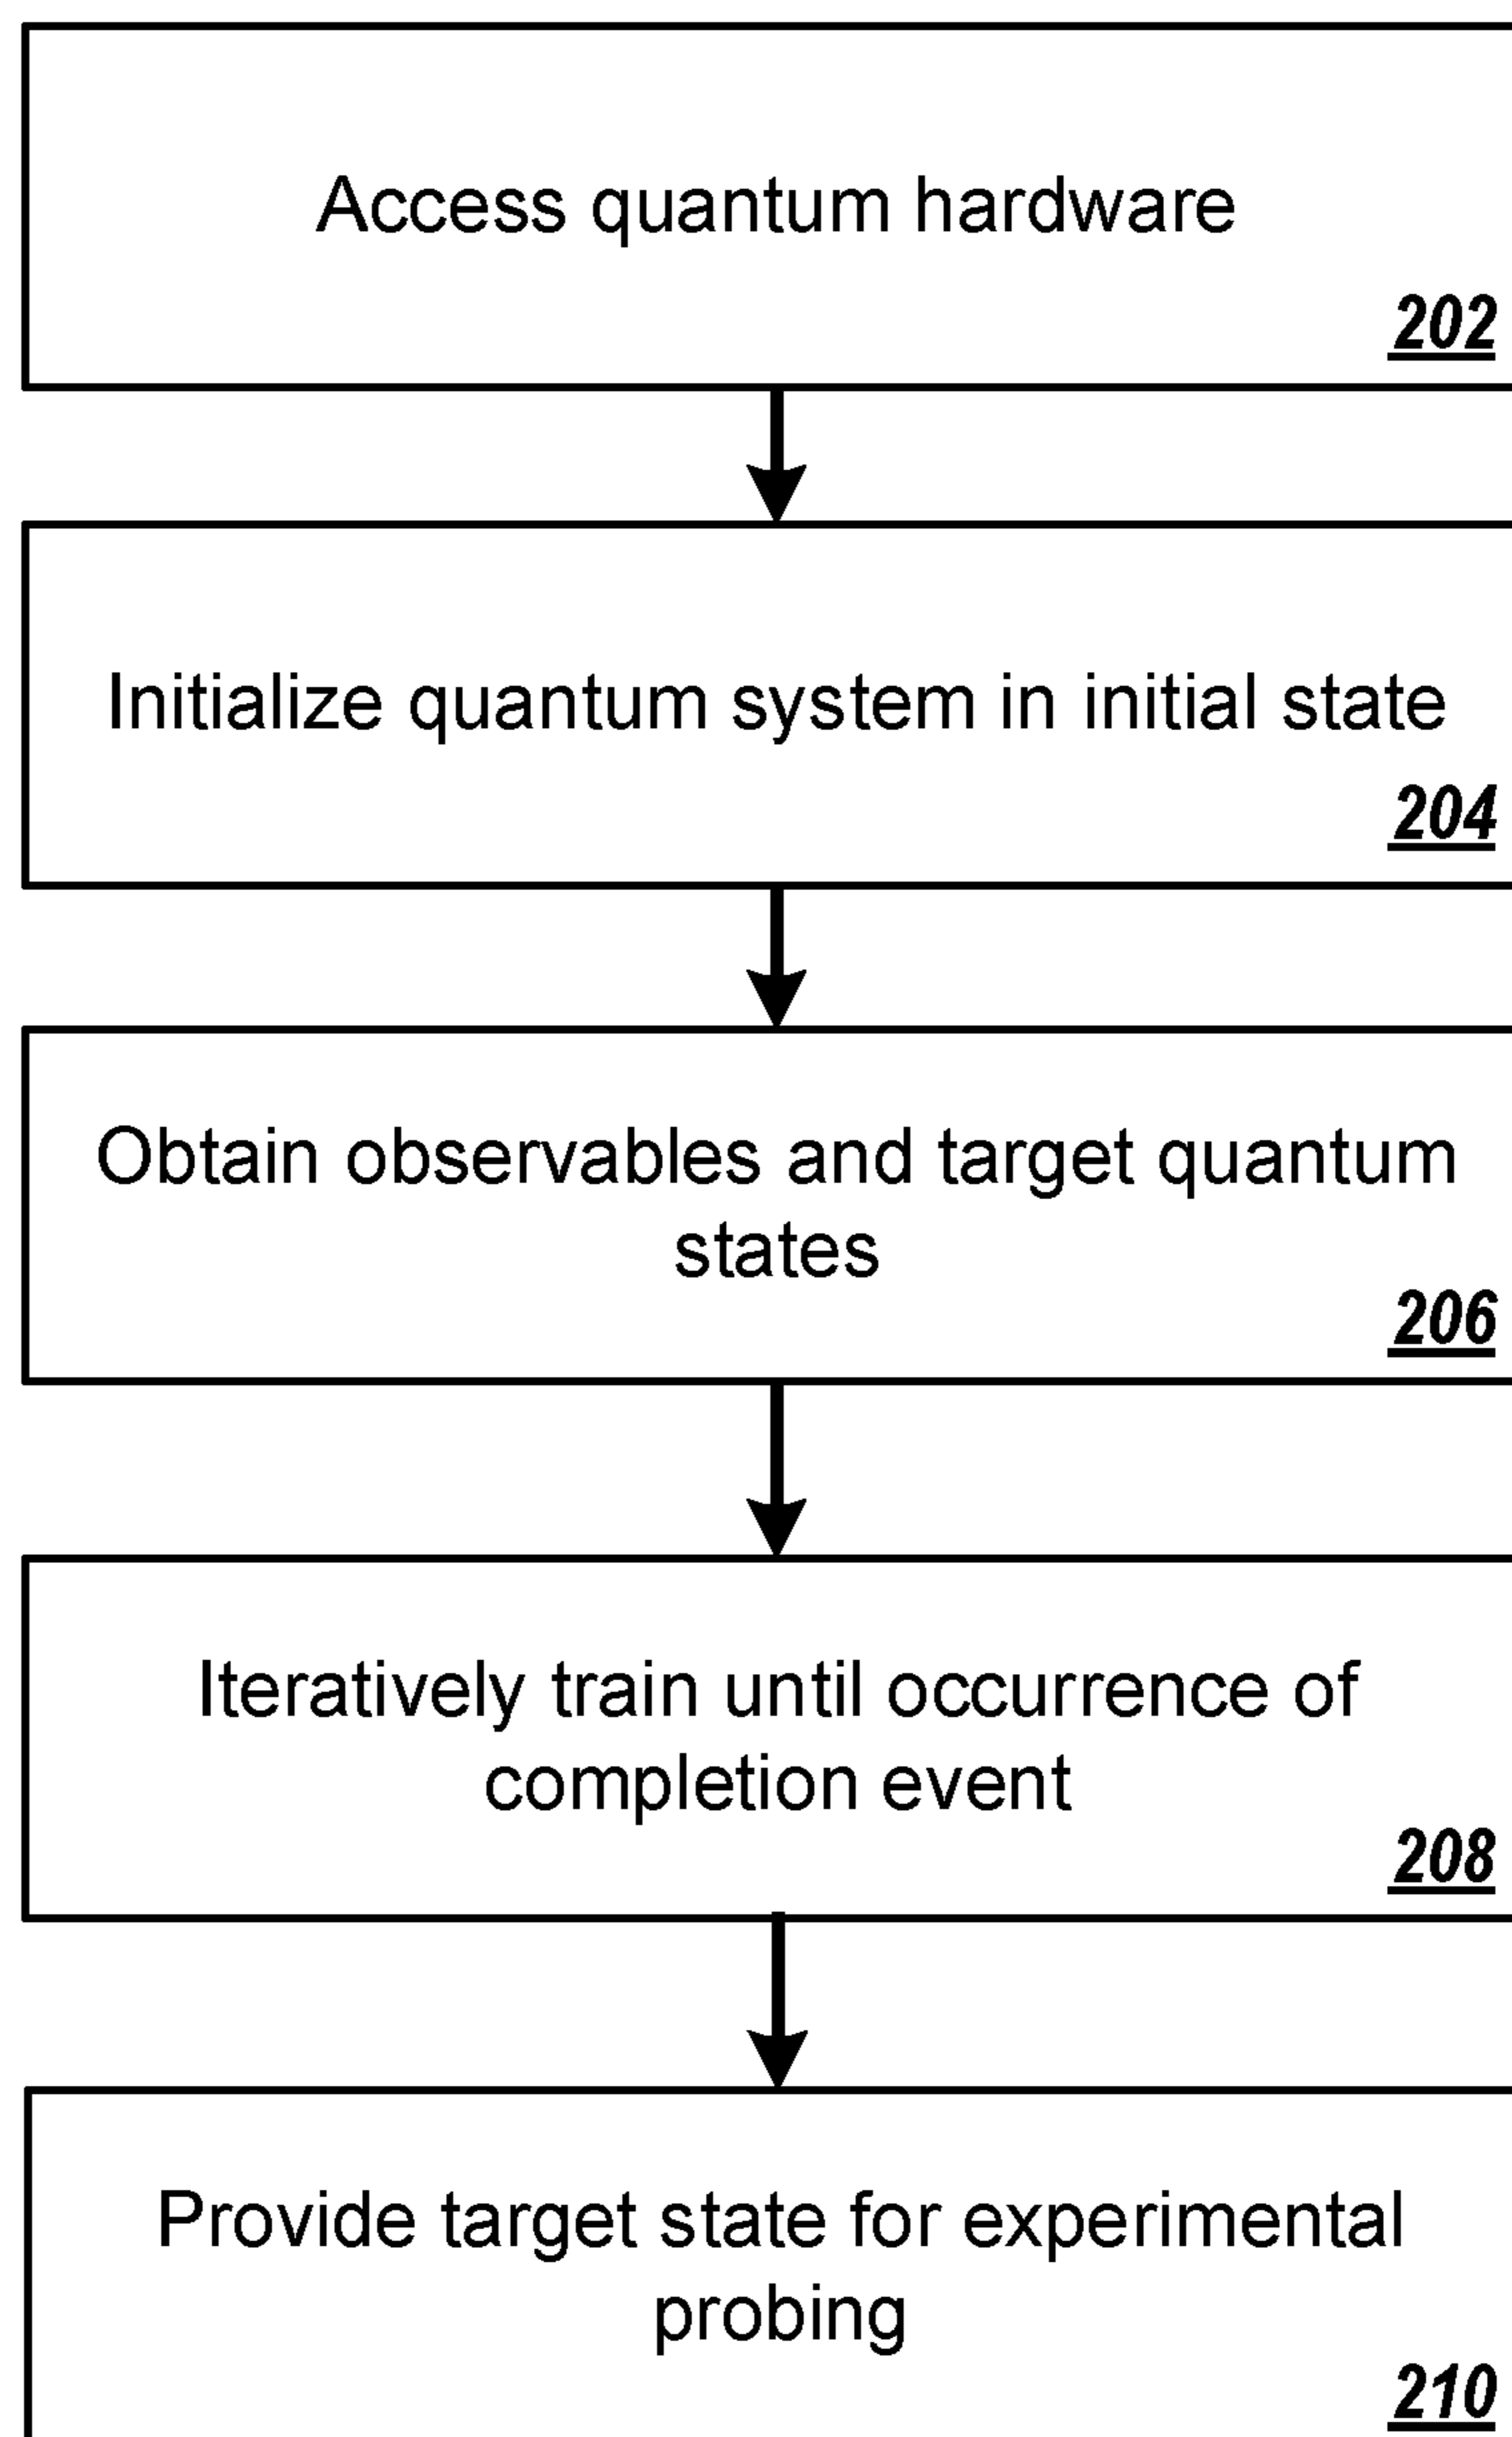 Access quantum hardware
202
Initialize quantum system in initial state
204
Obtain observables and target quantum
states
206
Iteratively train until occurrence of
completion event
208
Provide target state for experimental
probing
210